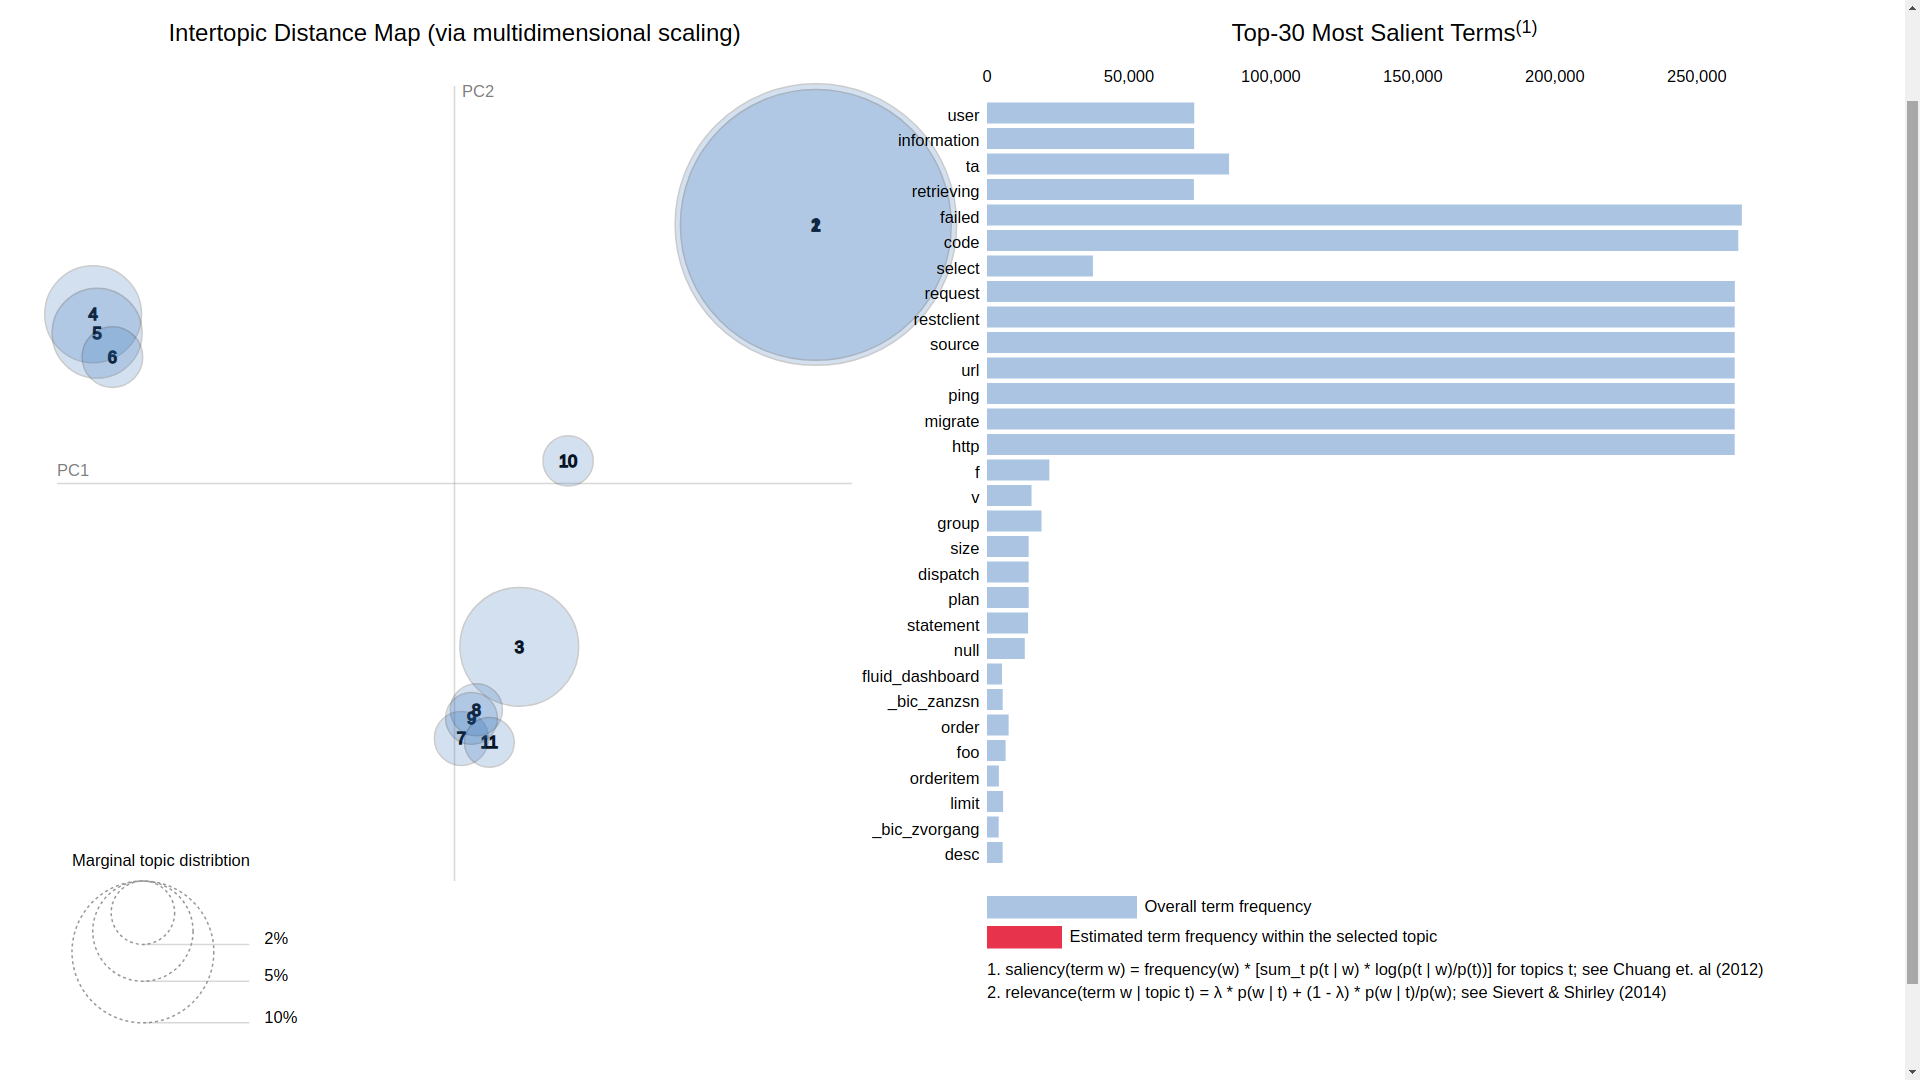 Intertopic Distance Map (via multidimensional scaling)
PC2
PC1
2
4
5
6
10
3
8
9
7
11
Marginal topic distribtion
2%
5%
10%
Top-30 Most Salient Terms(1)
0 50,000 100,000 150,000 200,000 250,000
user
information
ta
retrieving
failed
code
select
request
restclient
source
url
ping
migrate
http
f
v
group
size
dispatch
plan
statement
null
fluid_dashboard
_bic_zanzsn
order
foo
orderitem
limit
_bic_zvorgang
desc
Overall term frequency
Estimated term frequency within the selected topic
1. saliency(term w) = frequency(w) * [sum_t p(t | w) * log(p(t | w)/p(t))] for topics t; see Chuang et. al (2012)
2. relevance(term w | topic t) = λ * p(w | t) + (1 - λ) * p(w | t)/p(w); see Sievert & Shirley (2014)